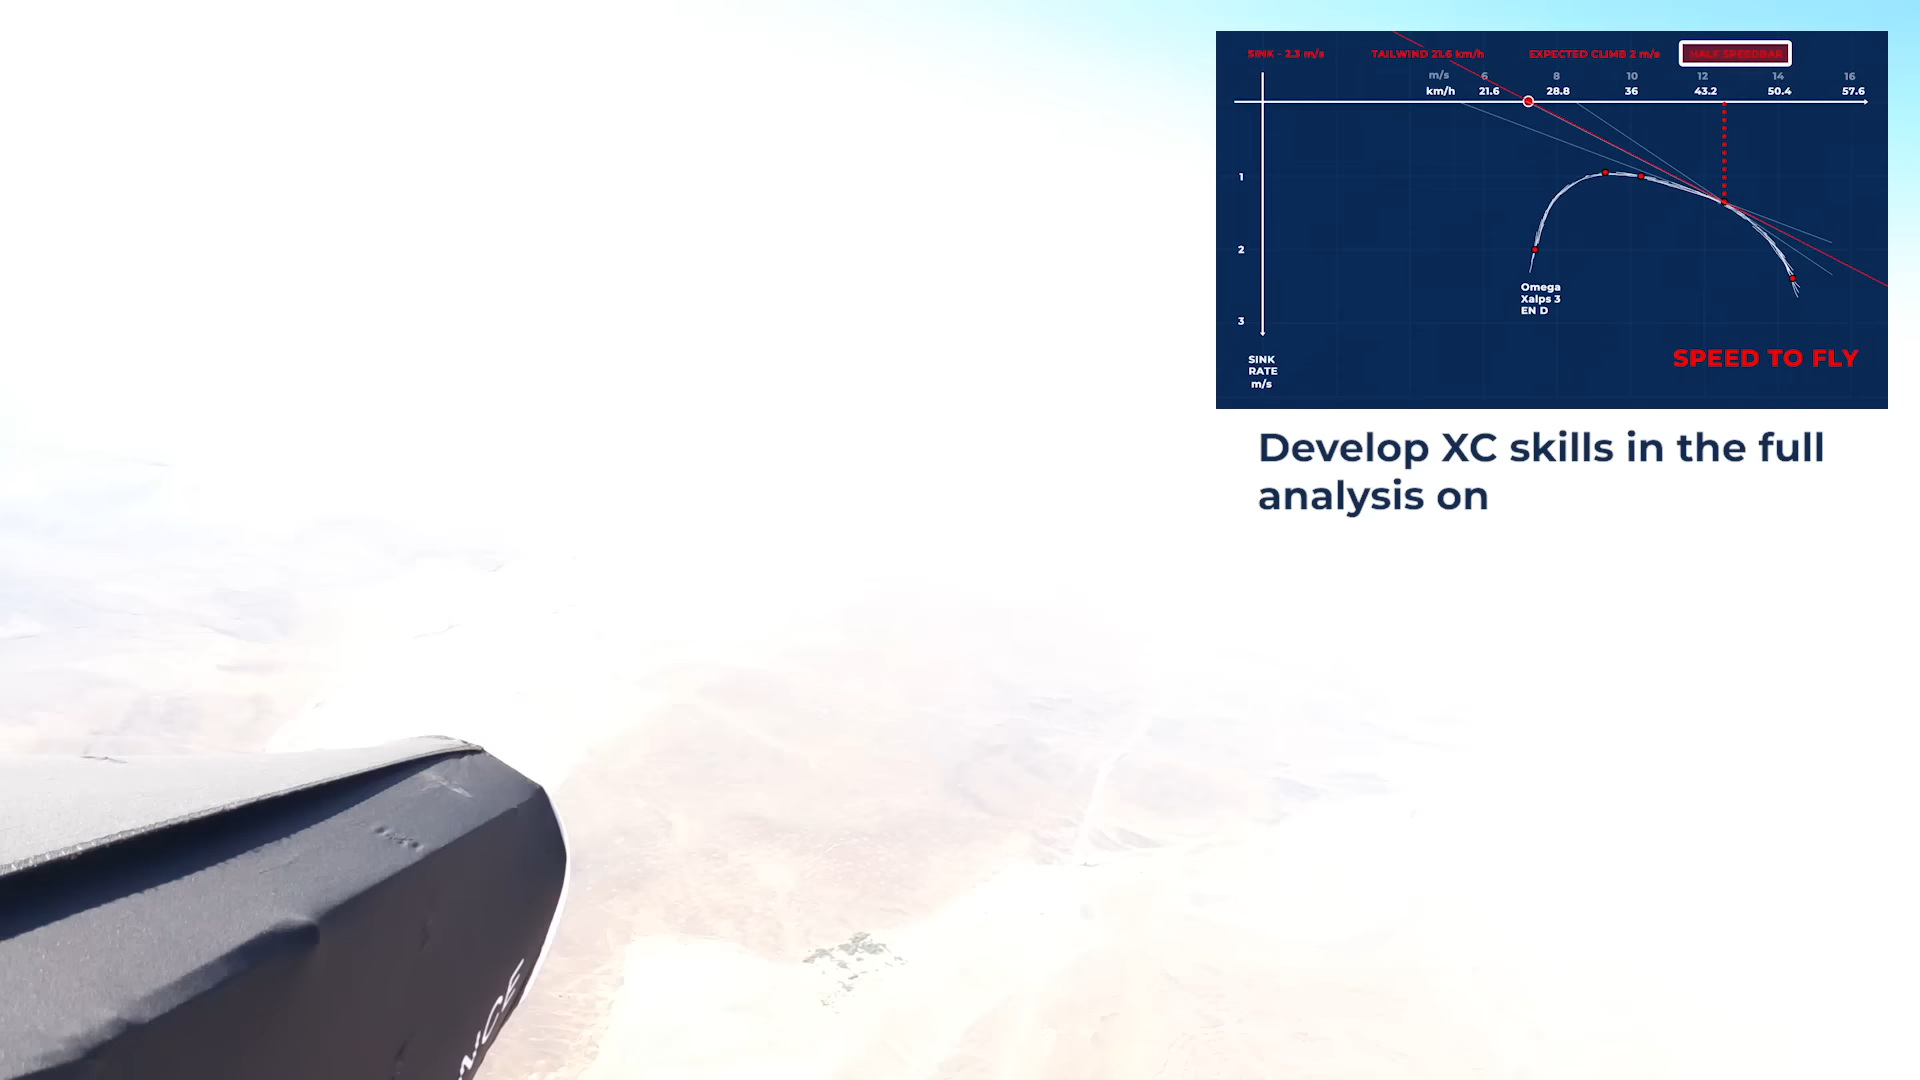 SINK - 2.3 m/s TAILWIND 21.6 km/h EXPECTED CLIMB 2 m/s HALF SPEEDBAR
m/s 6 8 10 12 14 16
km/h 21.6 28.8 36 43.2 50.4 57.6
1
2
3
Omega
Xalps 3
EN D
SINK
RATE
m/s
SPEED TO FLY
Develop XC skills in the full
analysis on